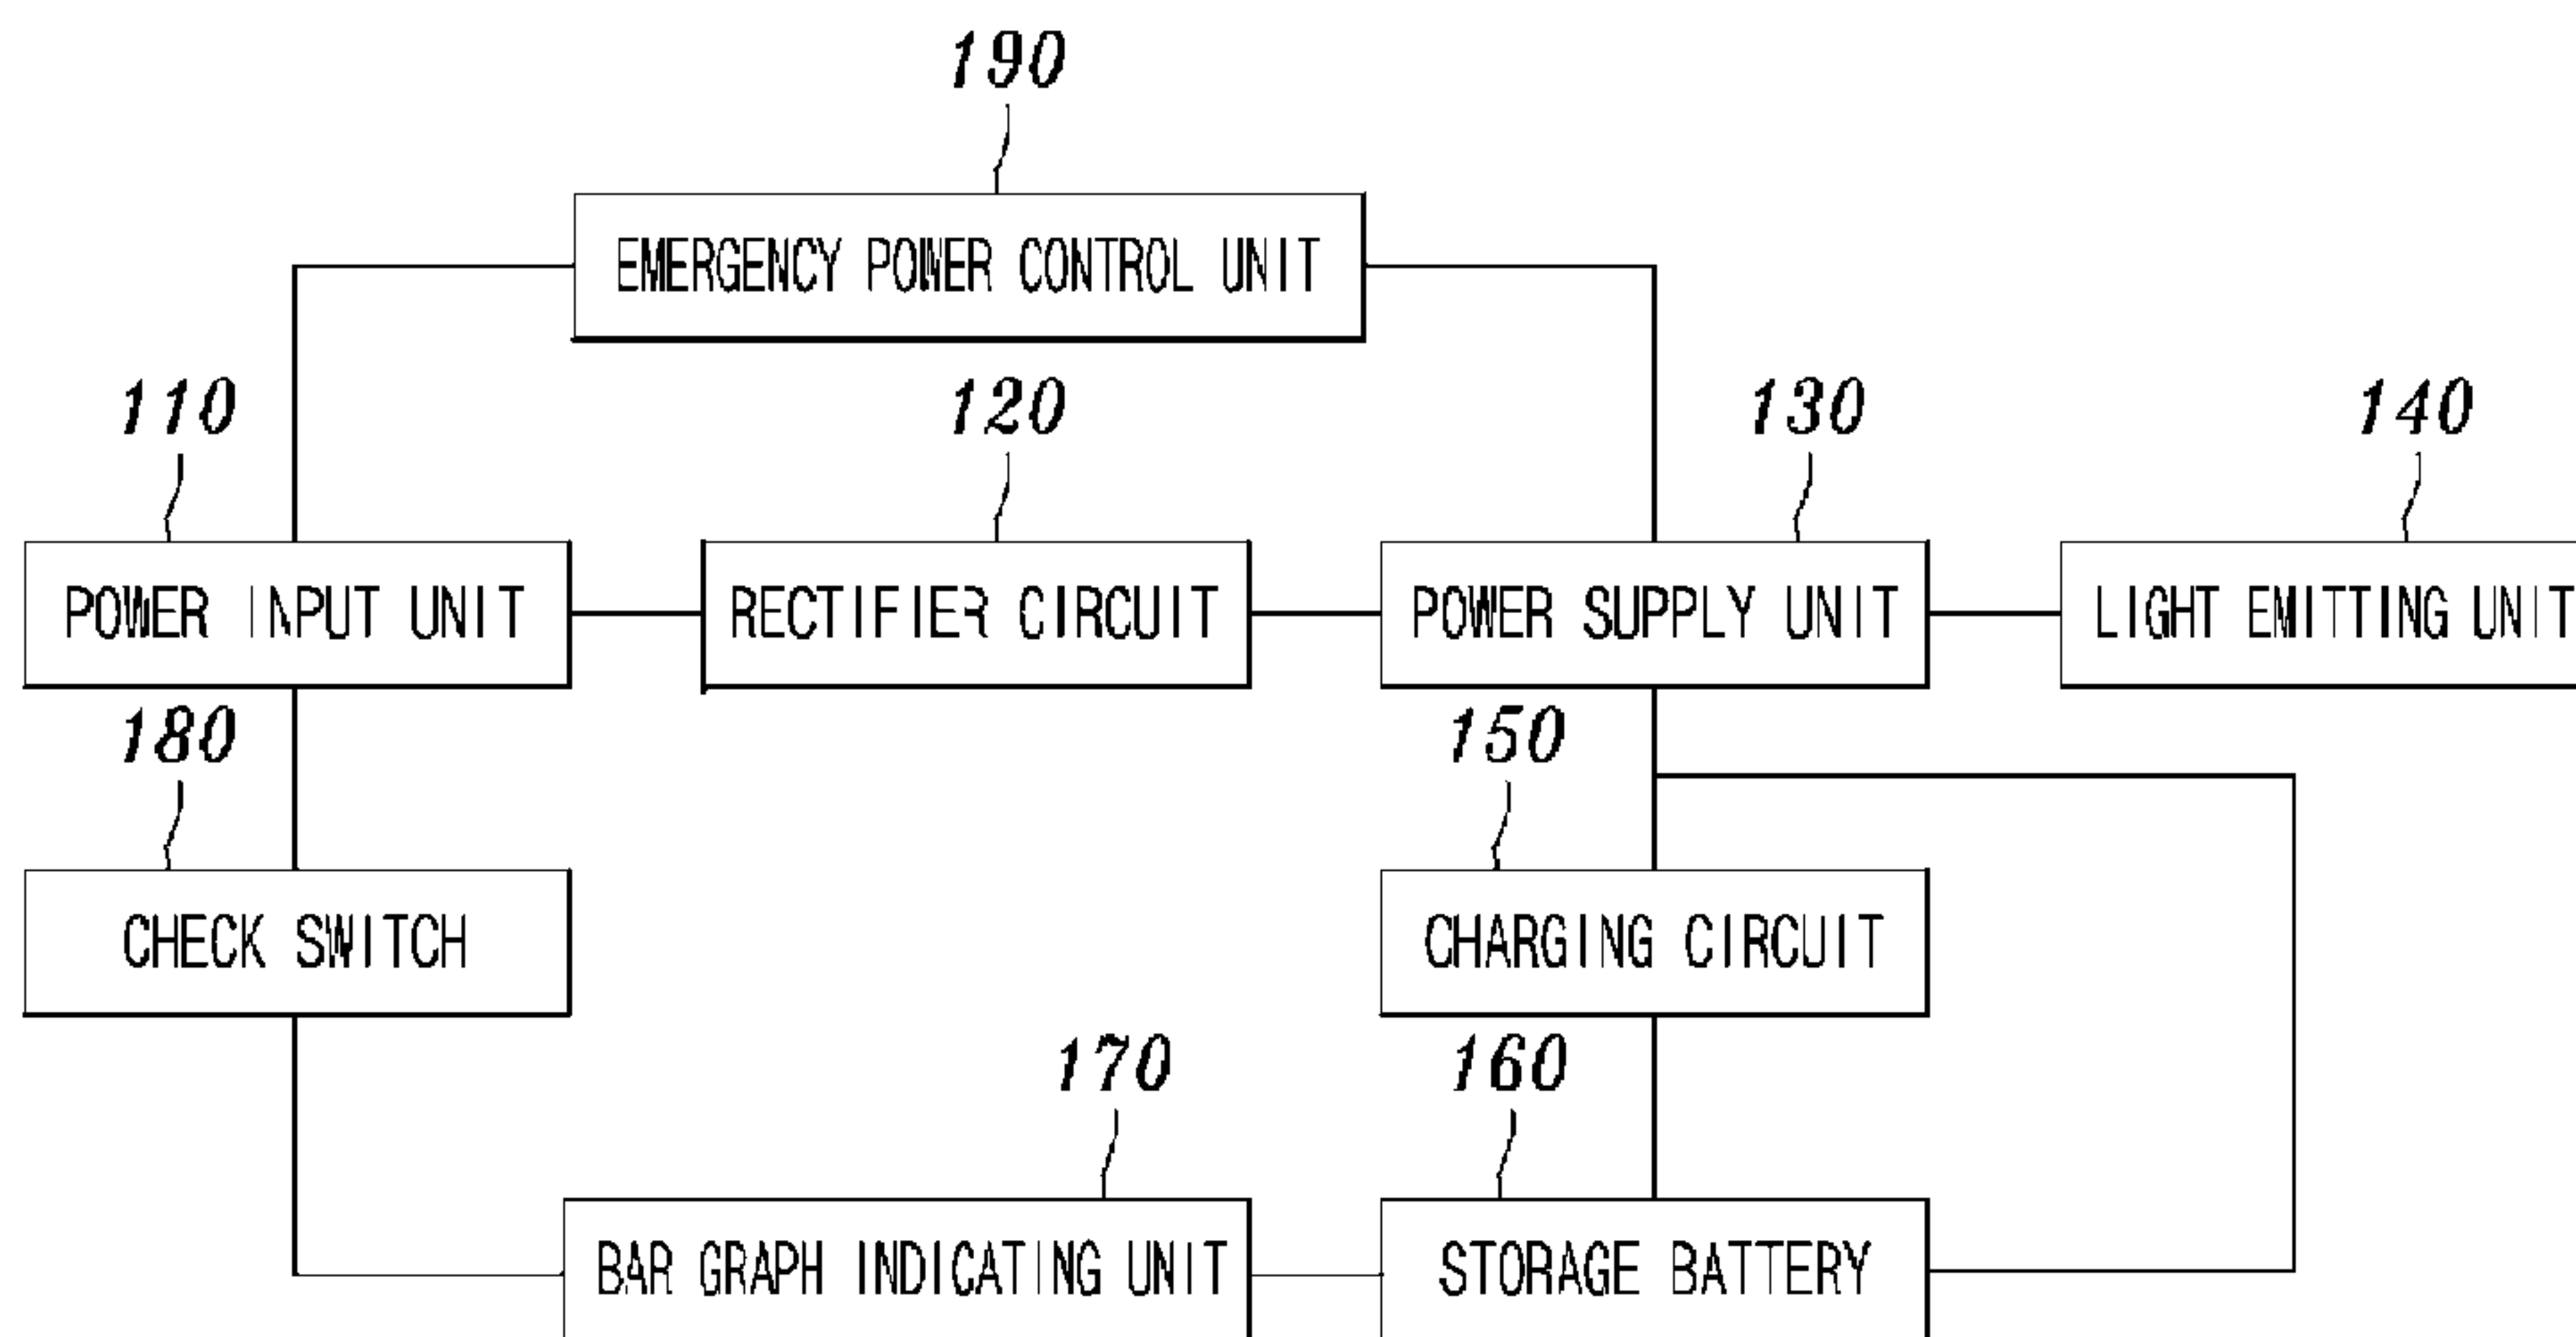 190
EMERGENCY POWER CONTROL UNIT
110
120
130
140
POWER INPUT UNIT
RECTIFIER CIRCUIT
POWER SUPPLY UNIT
LIGHT EMITTING UNIT
180
150
CHECK SWITCH
CHARGING CIRCUIT
170
160
BAR GRAPH INDICATING UNIT
STORAGE BATTERY